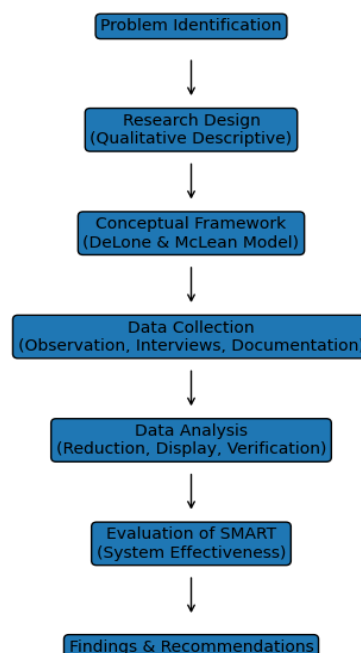 Problem Identification
Research Design
(Qualitative Descriptive)
Conceptual Framework
(DeLone & McLean Model)
Data Collection
(Observation, Interviews, Documentation)
Data Analysis
(Reduction, Display, Verification)
Evaluation of SMART
(System Effectiveness)
Findings & Recommendations